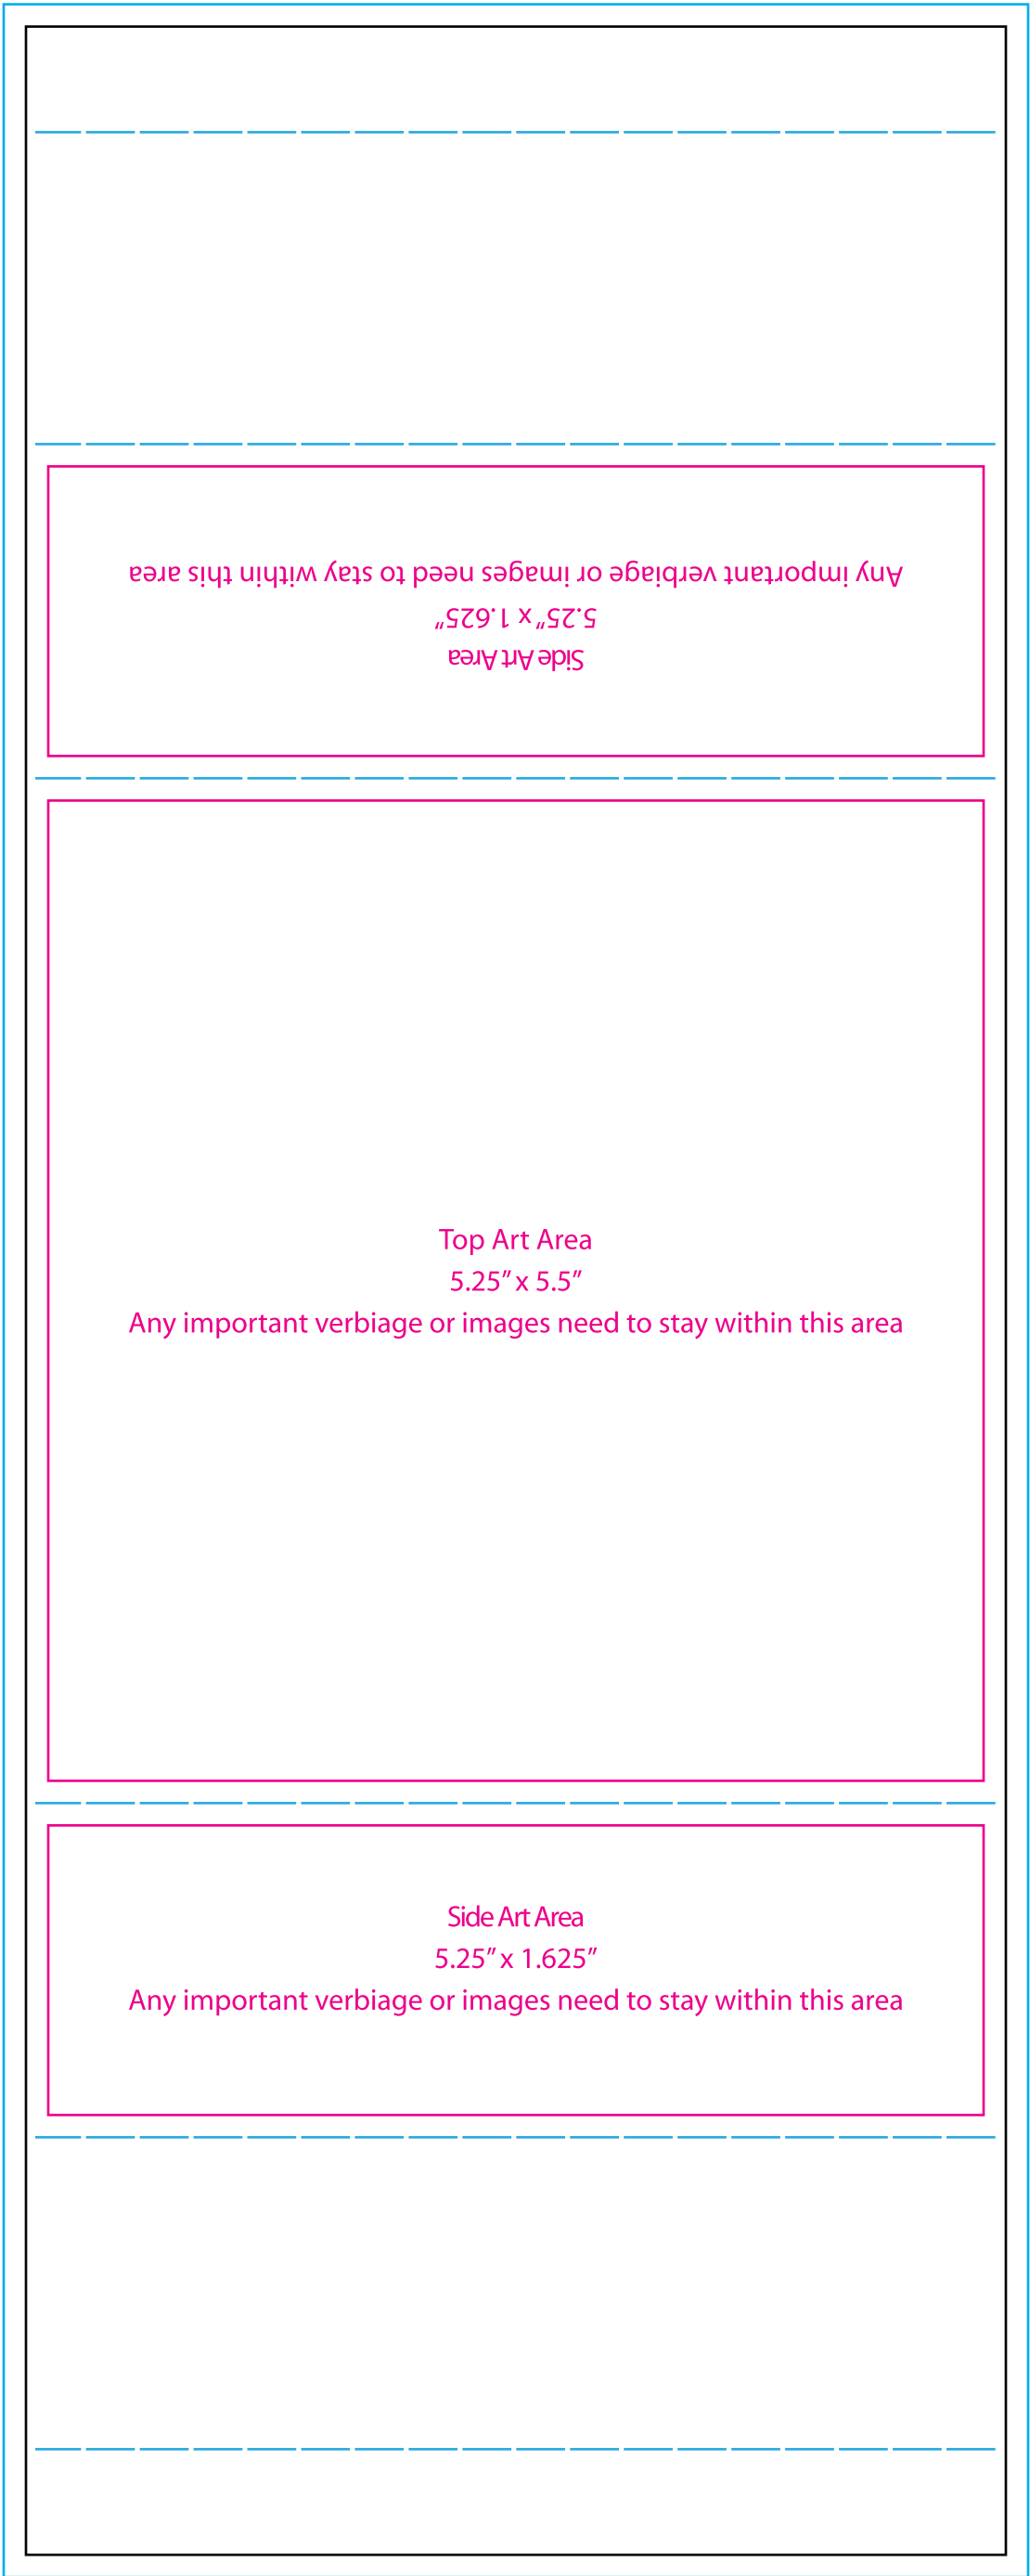 Side Art Area
5.25” x 1.625”
Any important verbiage or images need to stay within this area
Top Art Area
5.25” x 5.5”
Any important verbiage or images need to stay within this area
Side Art Area
5.25” x 1.625”
Any important verbiage or images need to stay within this area